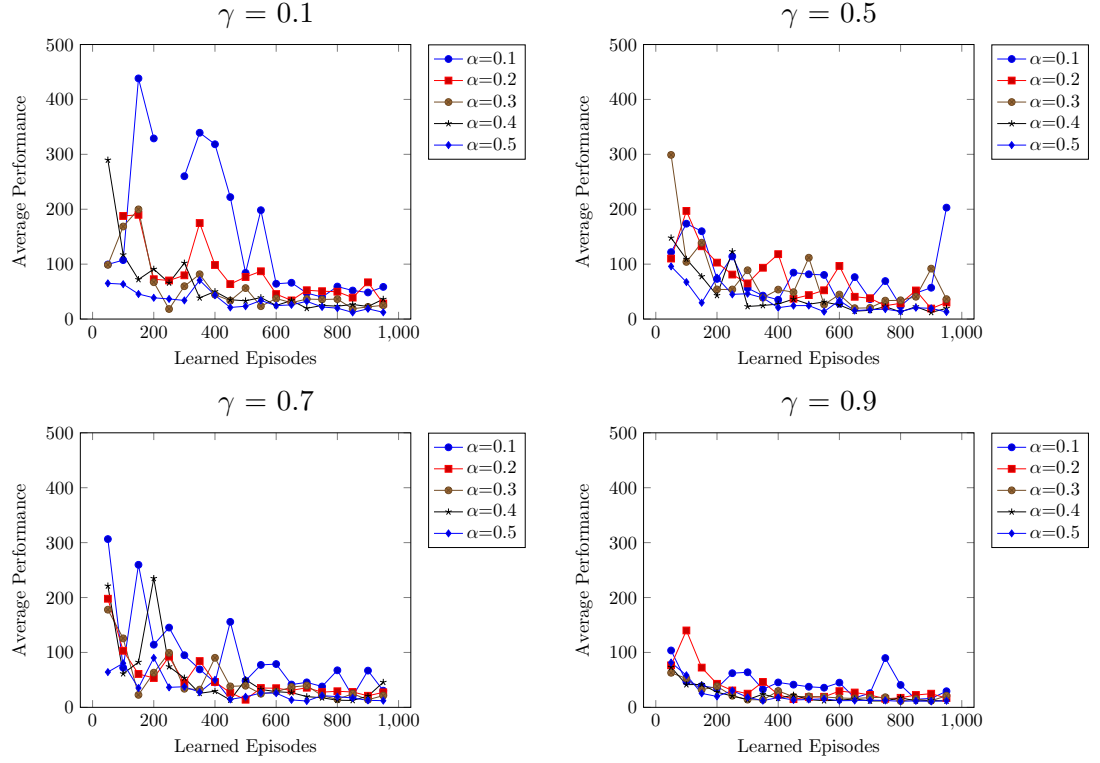 γ = 0.1
500
400
300
200
100
0
0
200
400
600
800
1,000
Average Performance
Learned Episodes
α=0.1
α=0.2
α=0.3
α=0.4
α=0.5
γ = 0.5
500
400
300
200
100
0
0
200
400
600
800
1,000
Average Performance
Learned Episodes
α=0.1
α=0.2
α=0.3
α=0.4
α=0.5
γ = 0.7
500
400
300
200
100
0
0
200
400
600
800
1,000
Average Performance
Learned Episodes
α=0.1
α=0.2
α=0.3
α=0.4
α=0.5
γ = 0.9
500
400
300
200
100
0
0
200
400
600
800
1,000
Average Performance
Learned Episodes
α=0.1
α=0.2
α=0.3
α=0.4
α=0.5